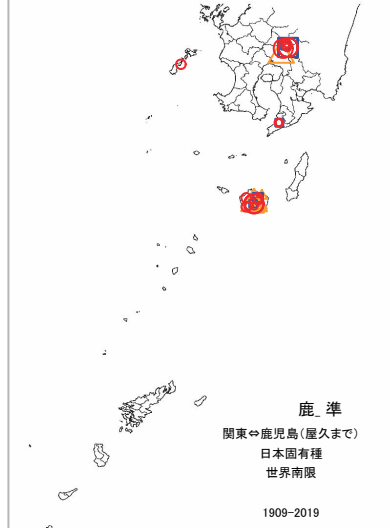 鹿_ 準
関東⇔鹿児島（屋久まで）
日本固有種
世界南限
1909-2019